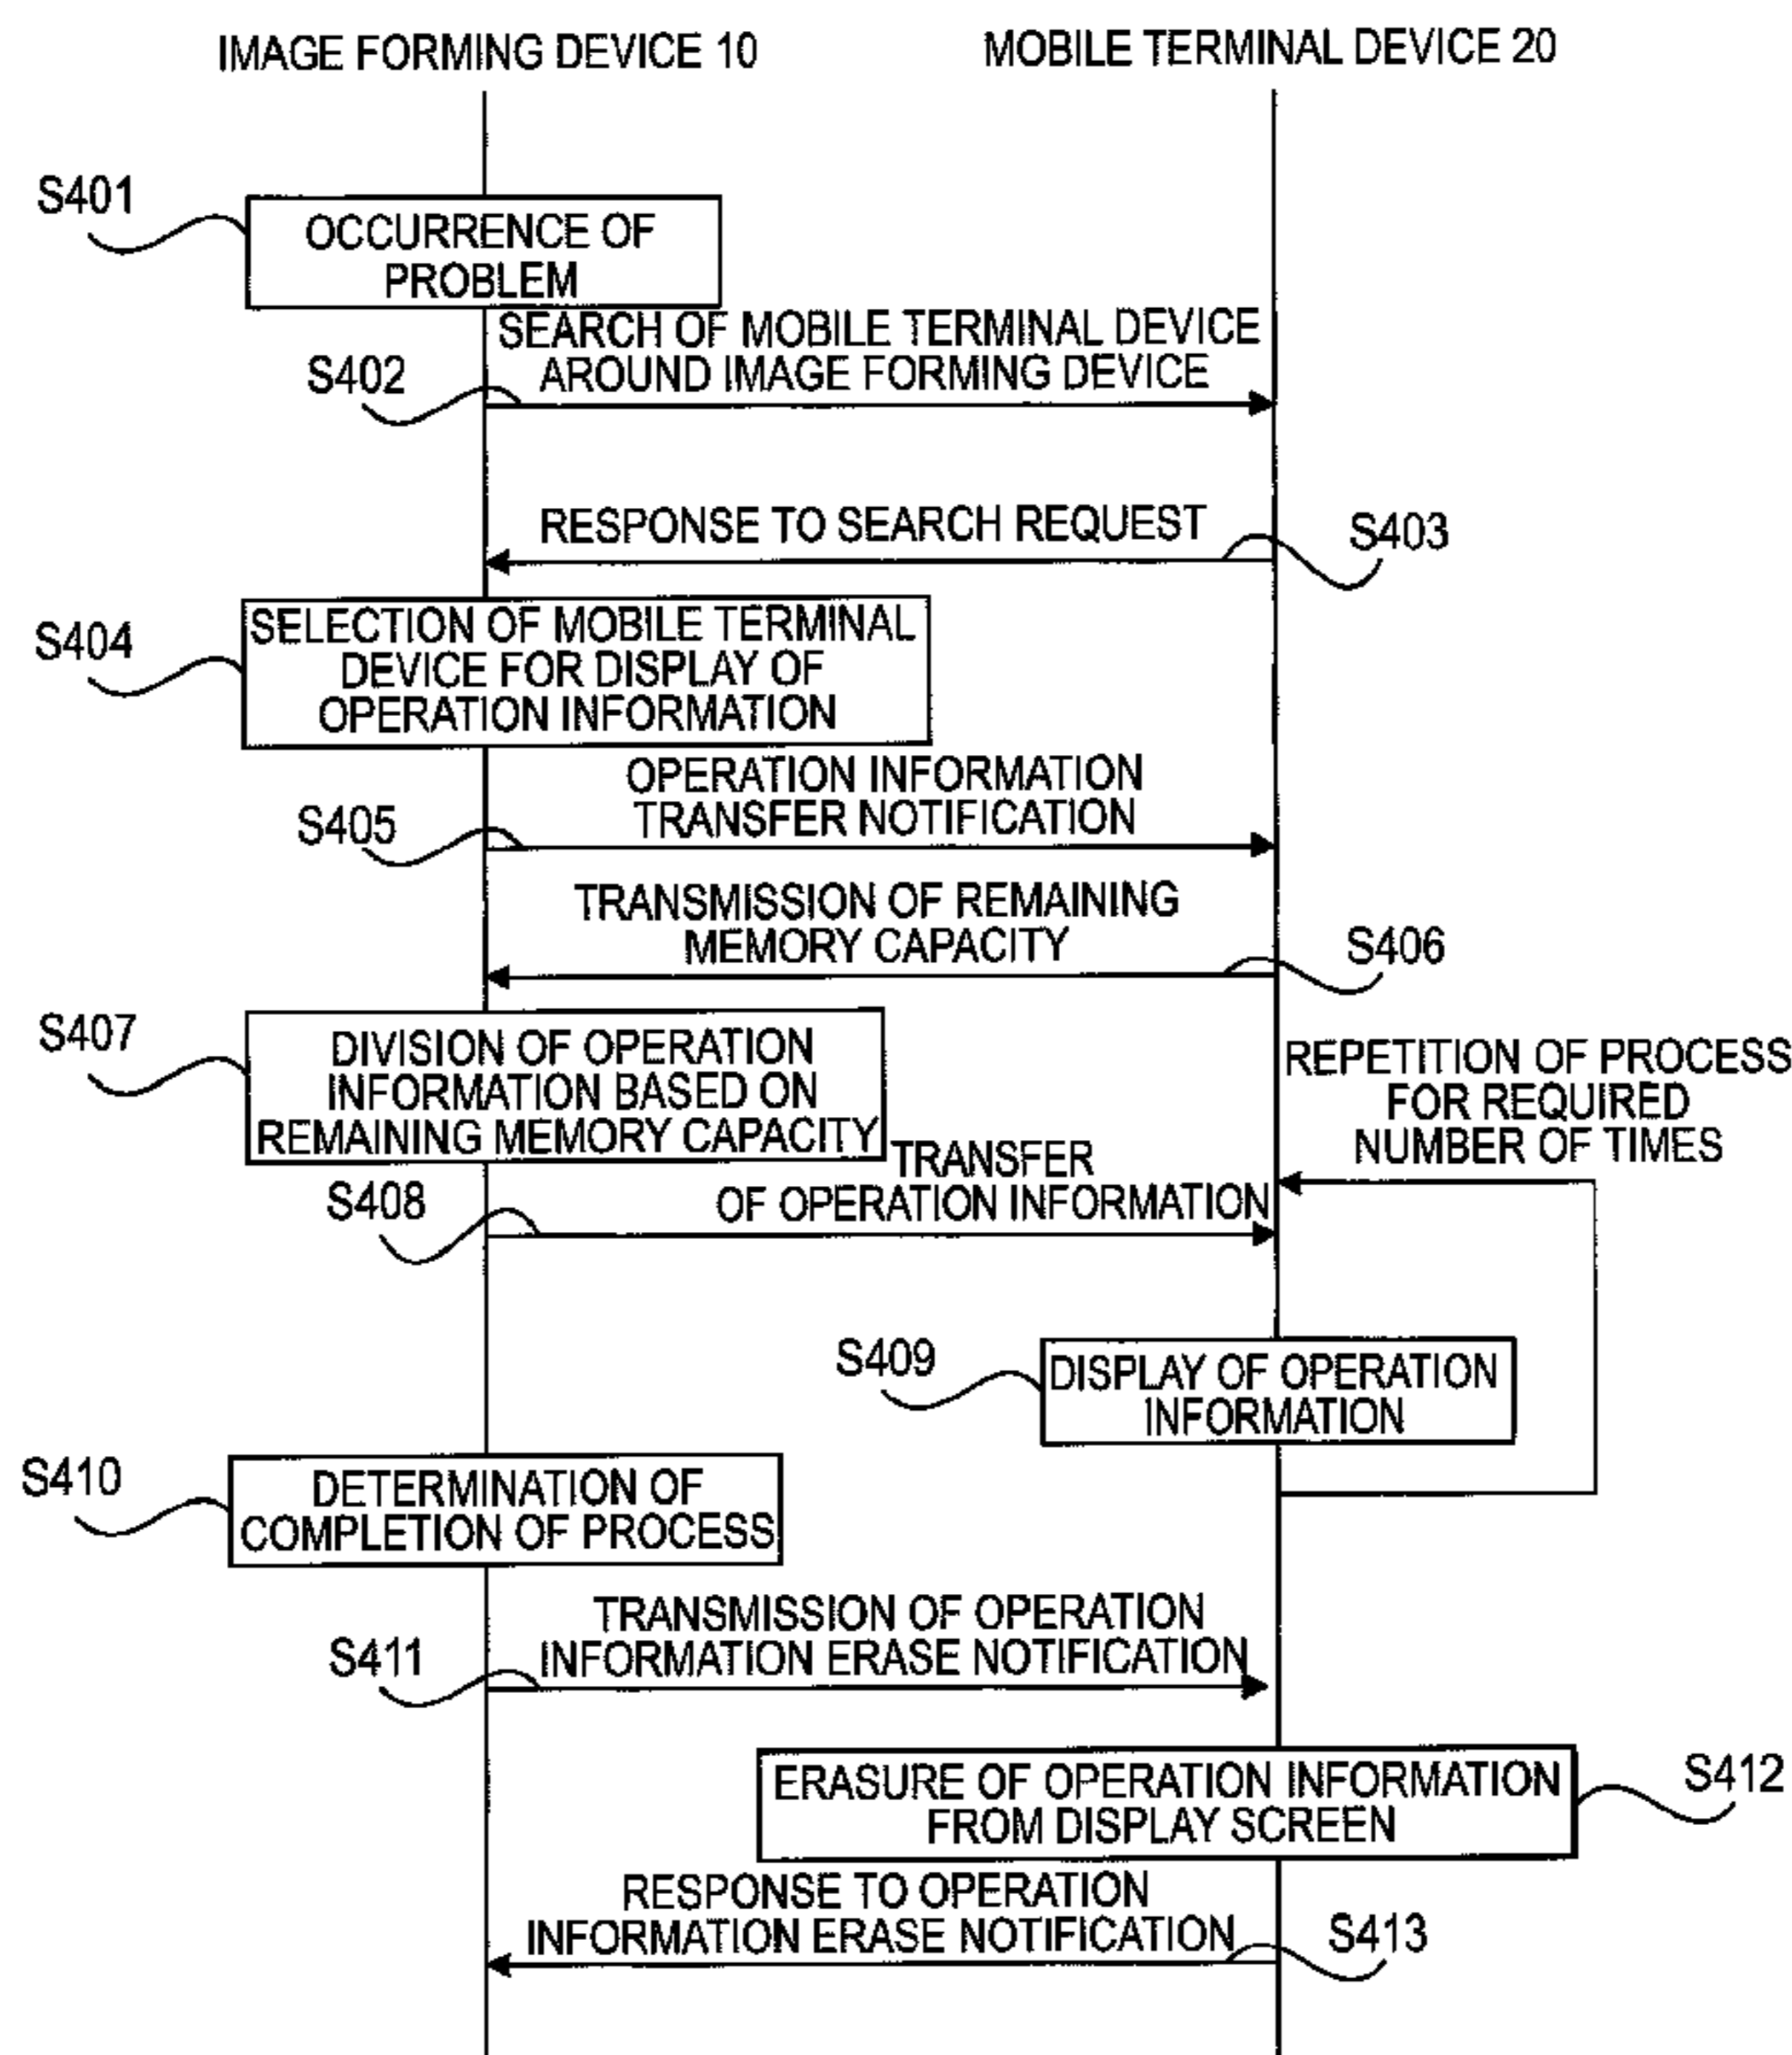 IMAGE FORMING DEVICE 10
MOBILE TERMINAL DEVICE 20
S401
OCCURRENCE OF
PROBLEM
SEARCH OF MOBILE TERMINAL DEVICE
AROUND IMAGE FORMING DEVICE
S402
RESPONSE TO SEARCH REQUEST
S403
S404
SELECTION OF MOBILE TERMINAL
DEVICE FOR DISPLAY OF
OPERATION INFORMATION
OPERATION INFORMATION
TRANSFER NOTIFICATION
S405
TRANSMISSION OF REMAINING
MEMORY CAPACITY
S406
S407
DIVISION OF OPERATION
INFORMATION BASED ON
REMAINING MEMORY CAPACITY
REPETITION OF PROCESS
FOR REQUIRED
NUMBER OF TIMES
TRANSFER
OF OPERATION INFORMATION
S408
S409
DISPLAY OF OPERATION
INFORMATION
S410
DETERMINATION OF
COMPLETION OF PROCESS
TRANSMISSION OF OPERATION
INFORMATION ERASE NOTIFICATION
S411
ERASURE OF OPERATION INFORMATION
FROM DISPLAY SCREEN
S412
RESPONSE TO OPERATION
INFORMATION ERASE NOTIFICATION
S413